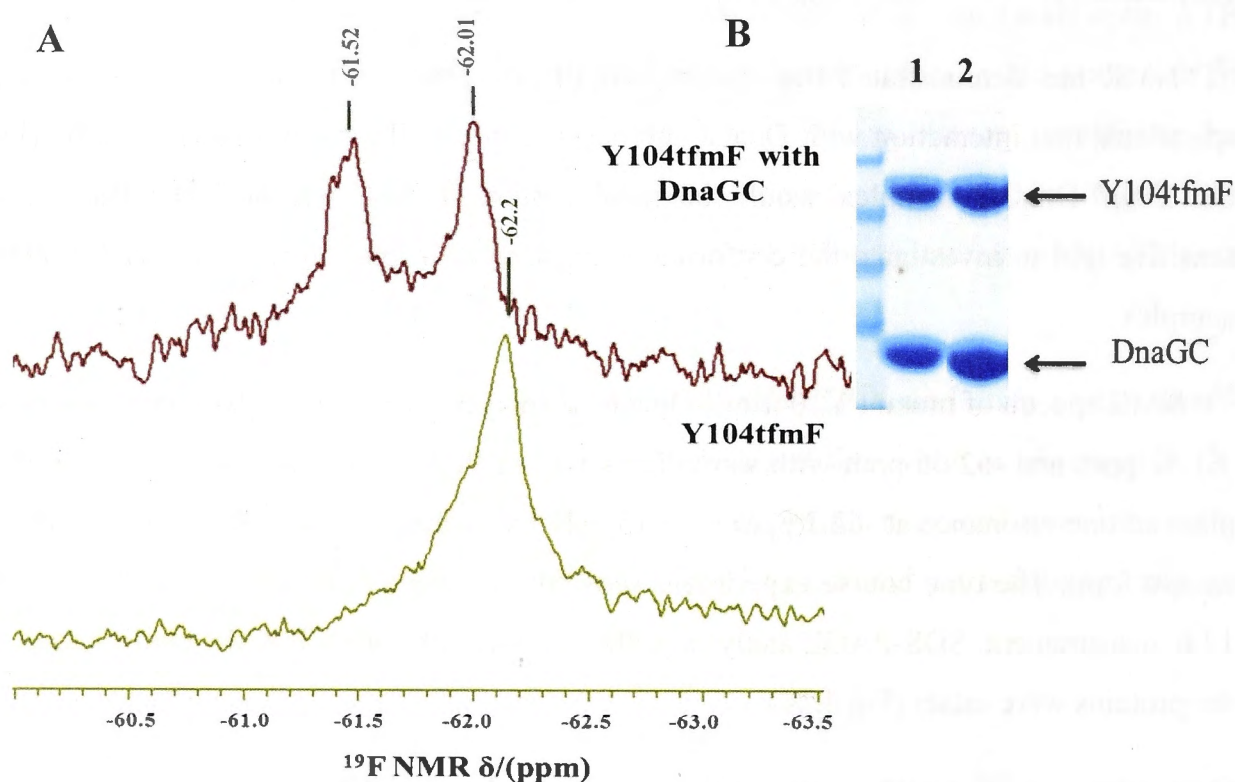 A
B
-61.52
-62.01
-62.2
1 2
Y104tfmF with
DnaGC
Y104tfmF
DnaGC
Y104tfmF
-60.5 -61.0 -61.5 -62.0 -62.5 -63.0 -63.5
¹⁹F NMR δ/(ppm)